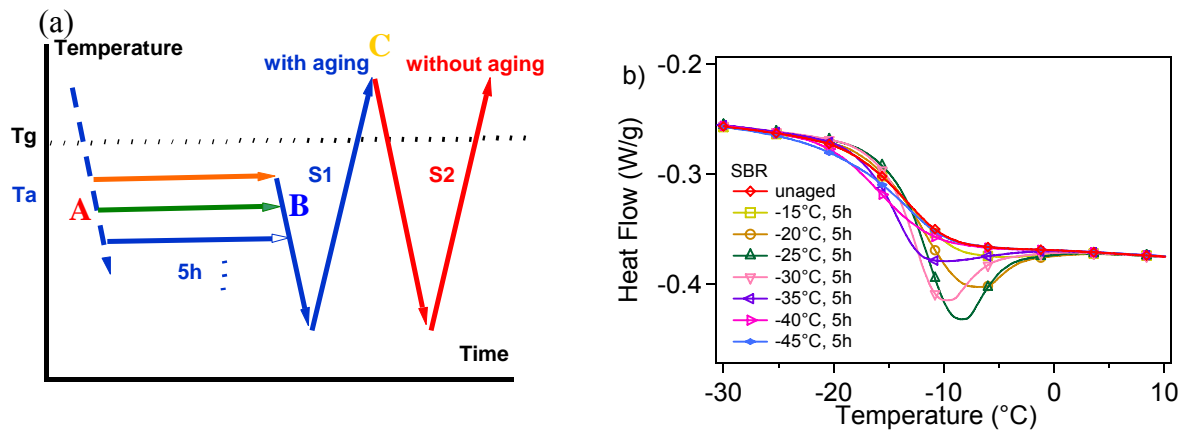 (a)
Temperature
C
with aging
without aging
Tg
Ta
A
B
S1
S2
5h
Time
b)
-0.2
-0.3
-0.4
Heat Flow (W/g)
SBR
unaged
-15°C, 5h
-20°C, 5h
-25°C, 5h
-30°C, 5h
-35°C, 5h
-40°C, 5h
-45°C, 5h
-30
-20
-10
0
10
Temperature (°C)